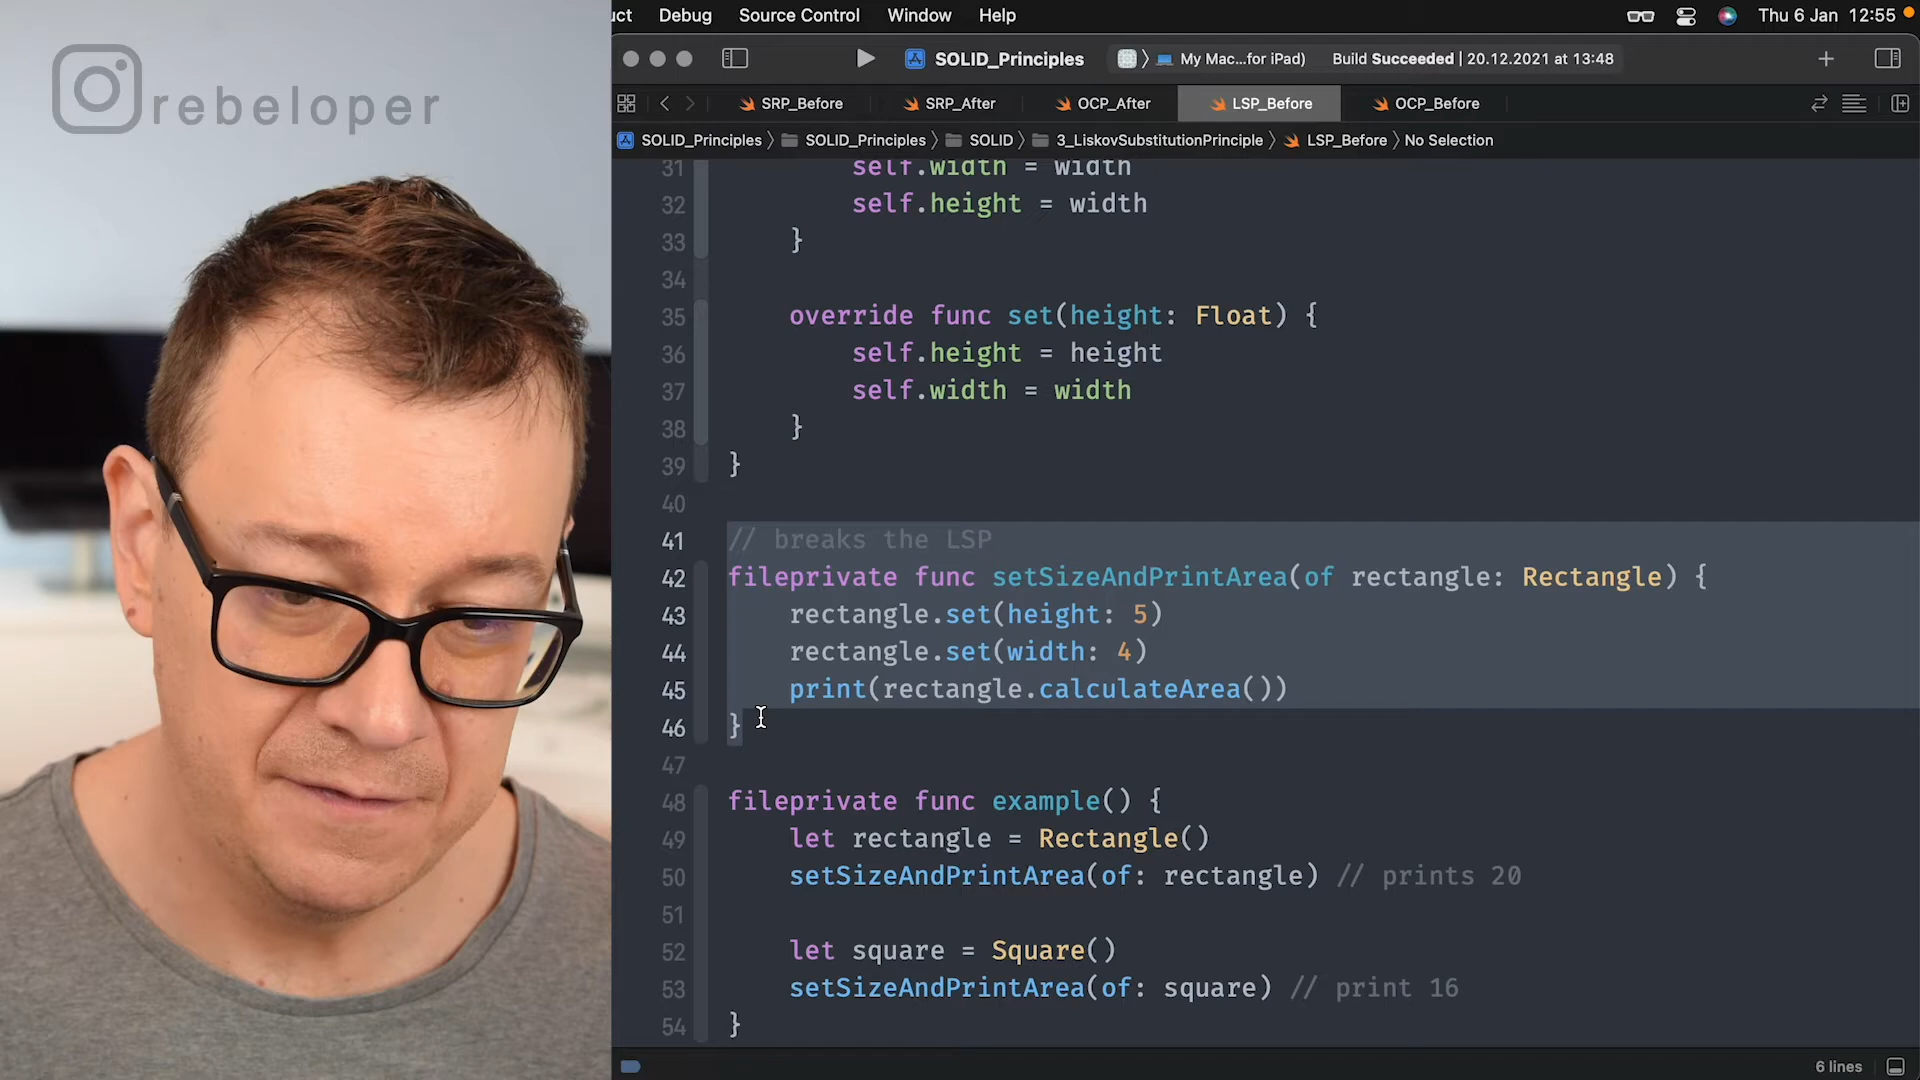 rebeloper
uct Debug Source Control Window Help Thu 6 Jan 12:55
SOLID_Principles My Mac...for iPad) Build Succeeded | 20.12.2021 at 13:48
SRP_Before SRP_After OCP_After LSP_Before OCP_Before
SOLID_Principles 〉 SOLID_Principles 〉 SOLID 〉 3_LiskovSubstitutionPrinciple 〉 LSP_Before 〉 No Selection
31 self.width = width
32 self.height = width
33 }
34
35 override func set(height: Float) {
36 self.height = height
37 self.width = width
38 }
39 }
40
41 // breaks the LSP
42 fileprivate func setSizeAndPrintArea(of rectangle: Rectangle) {
43 rectangle.set(height: 5)
44 rectangle.set(width: 4)
45 print(rectangle.calculateArea())
46 }
47
48 fileprivate func example() {
49 let rectangle = Rectangle()
50 setSizeAndPrintArea(of: rectangle) // prints 20
51
52 let square = Square()
53 setSizeAndPrintArea(of: square) // print 16
54 }
6 lines